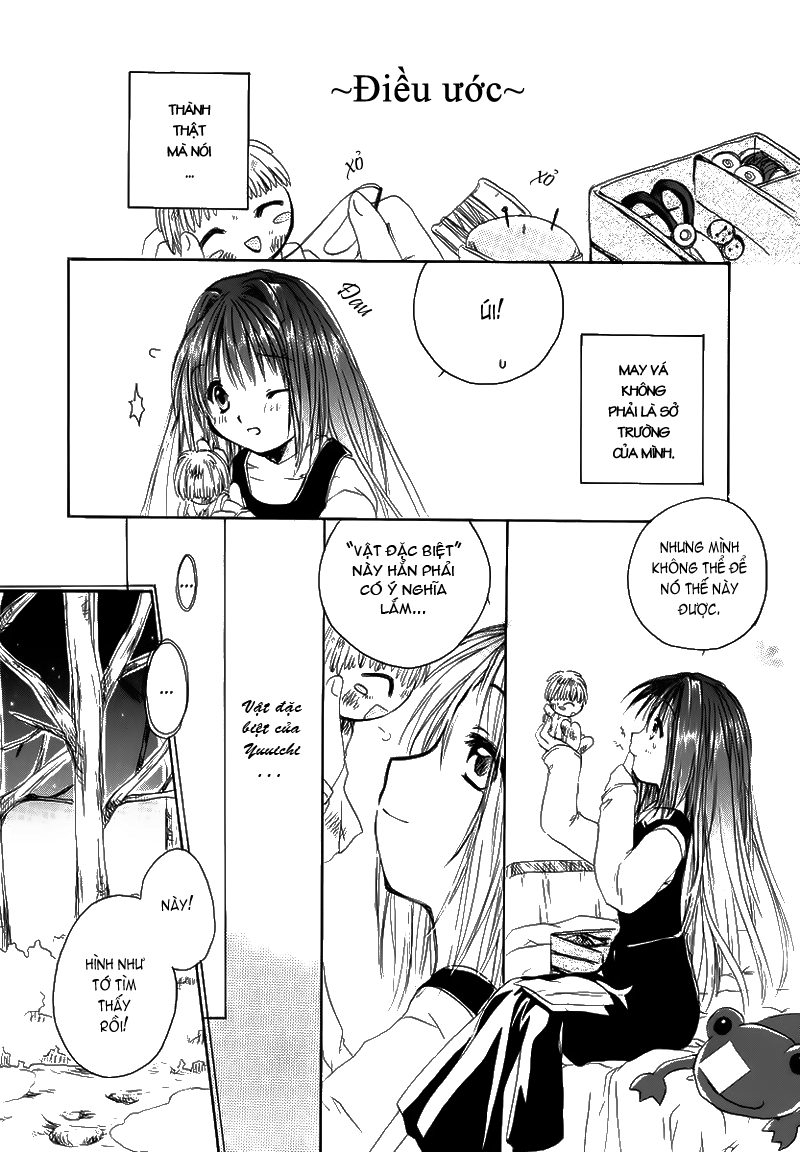 ~Điều ước~
THÀNH
THẬT
MÀ NÓI
...
XỎ
XỎ
Đau
ÚI!
MAY VÁ
KHÔNG
PHẢI LÀ SỞ
TRƯỜNG
CỦA MÌNH.
NHƯNG MÌNH
KHÔNG THỂ ĐỂ
NÓ THẾ NÀY
ĐƯỢC.
"VẬT ĐẶC BIỆT"
NÀY HẲN PHẢI
CÓ Ý NGHĨA
LẮM...
Vật đặc
biệt của
Yuuichi
...
....
...
NÀY!
HÌNH NHƯ
TỚ TÌM
THẤY
RỒI!